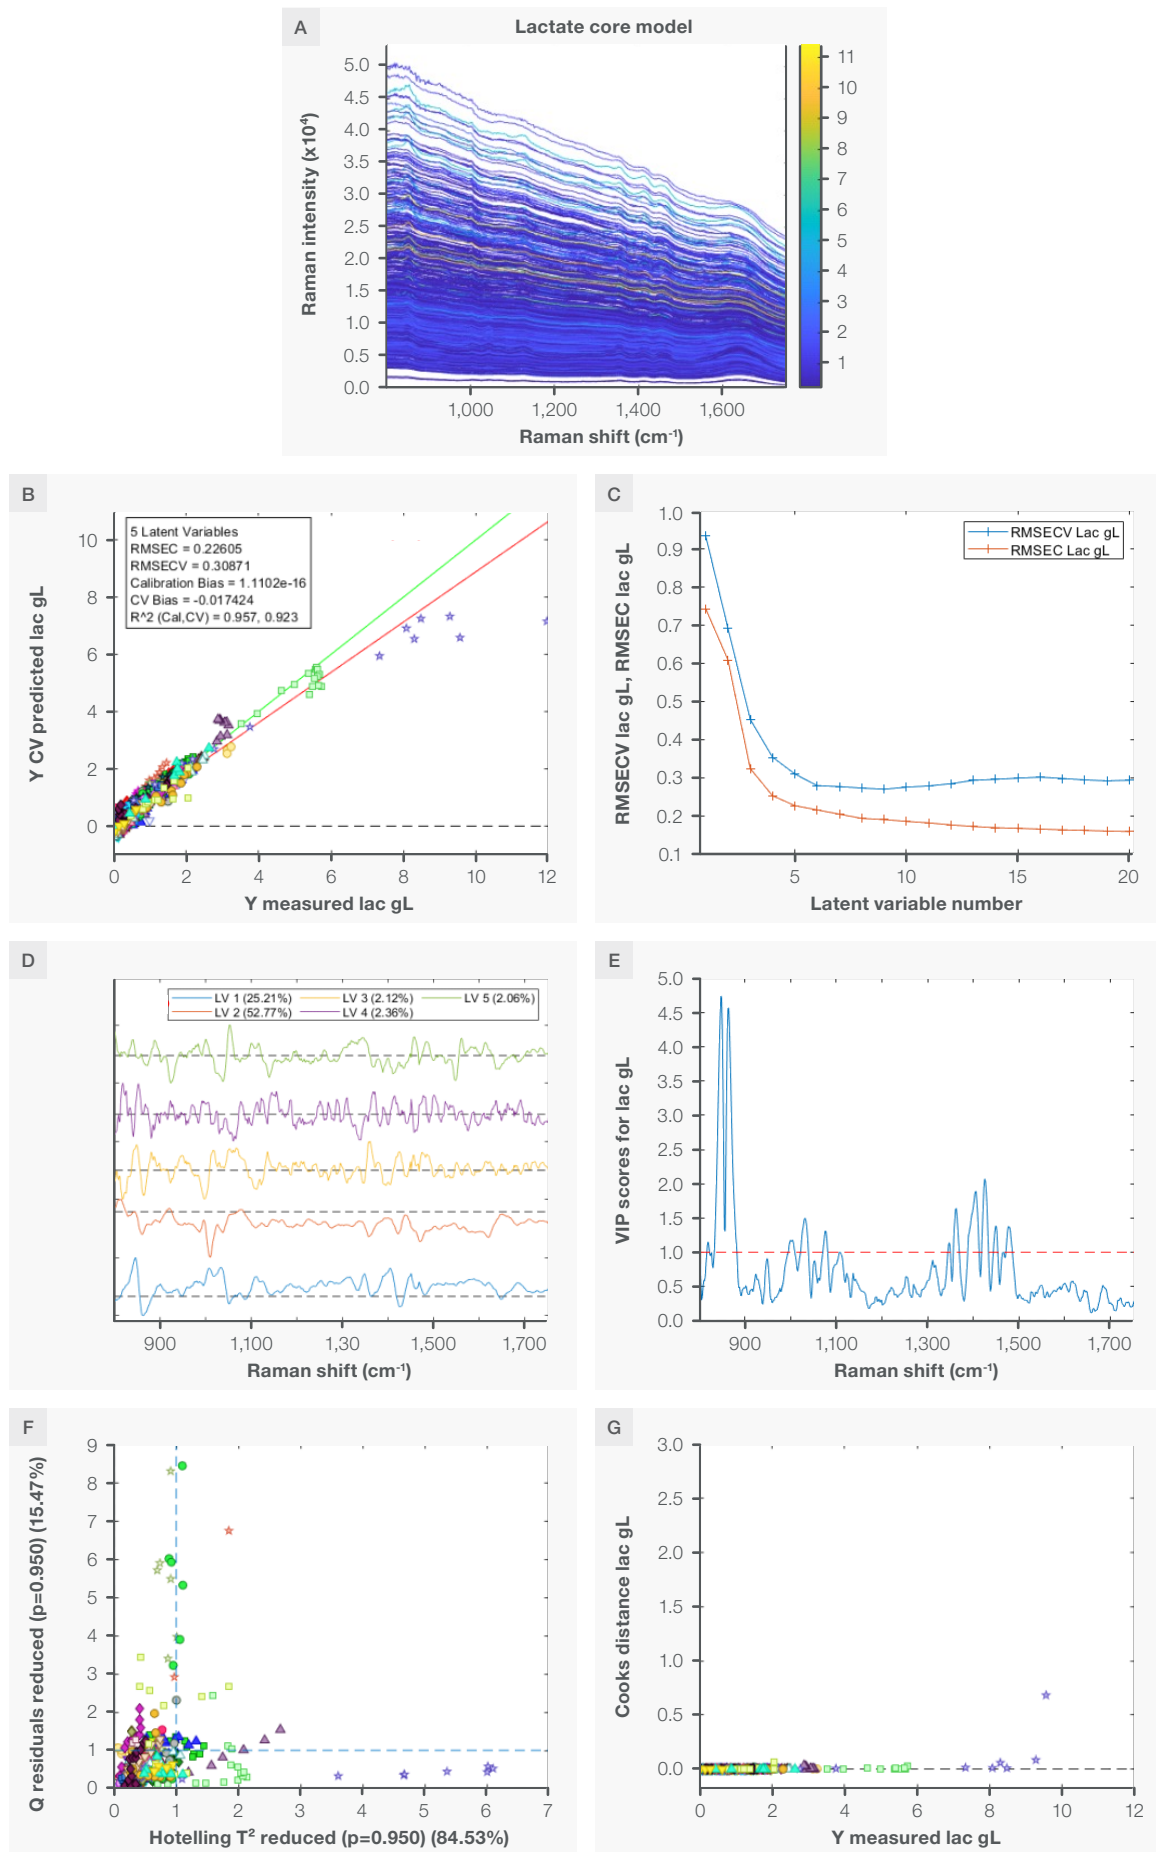 A
Lactate core model
Raman intensity (x10⁴)
5.0
4.5
4.0
3.5
3.0
2.5
2.0
1.5
1.0
0.5
0.0
1,000 1,200 1,400 1,600
Raman shift (cm⁻¹)
11
10
9
8
7
6
5
4
3
2
1
B
Y CV predicted lac gL
10
8
6
4
2
0
5 Latent Variables
RMSEC = 0.22605
RMSECV = 0.30871
Calibration Bias = 1.1102e-16
CV Bias = -0.017424
R^2 (Cal,CV) = 0.957, 0.923
0 2 4 6 8 10 12
Y measured lac gL
C
RMSECV lac gL, RMSEC lac gL
1.0
0.9
0.8
0.7
0.6
0.5
0.4
0.3
0.2
0.1
RMSECV Lac gL
RMSEC Lac gL
5 10 15 20
Latent variable number
D
LV 1 (25.21%) LV 3 (2.12%) LV 5 (2.06%)
LV 2 (52.77%) LV 4 (2.36%)
900 1,100 1,30 1,500 1,700
Raman shift (cm⁻¹)
E
VIP scores for lac gL
5.0
4.5
4.0
3.5
3.0
2.5
2.0
1.5
1.0
0.5
0.0
900 1,100 1,300 1,500 1,700
Raman shift (cm⁻¹)
F
Q residuals reduced (p=0.950) (15.47%)
9
8
7
6
5
4
3
2
1
0
0 1 2 3 4 5 6 7
Hotelling T² reduced (p=0.950) (84.53%)
G
Cooks distance lac gL
3.0
2.5
2.0
1.5
1.0
0.5
0.0
0 2 4 6 8 10 12
Y measured lac gL